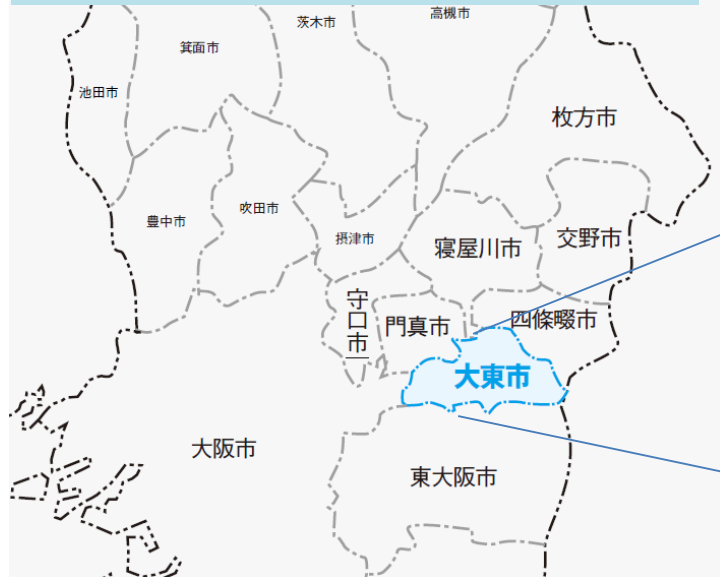 高槻市
茨木市
箕面市
池田市
枚方市
吹田市
豊中市
摂津市
寝屋川市
交野市
守口市
門真市
四條畷市
大東市
大阪市
東大阪市